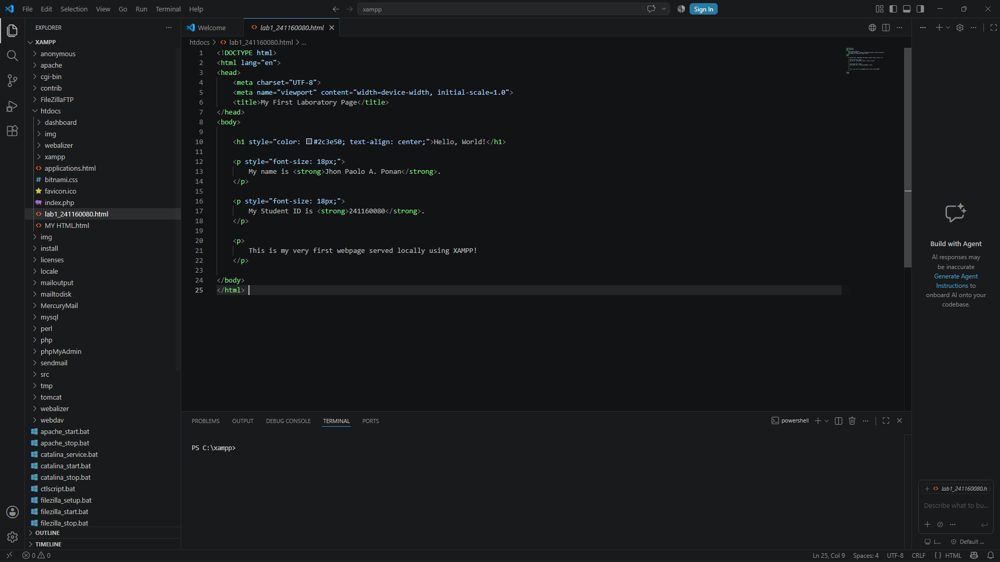 File Edit Selection View Go Run Terminal Help
xampp
Sign In
EXPLORER
XAMPP
anonymous
apache
cgi-bin
contrib
FileZillaFTP
htdocs
dashboard
img
webalizer
xampp
applications.html
bitnami.css
favicon.ico
index.php
lab1_241160080.html
MY HTML.html
img
install
licenses
locale
mailoutput
mailtodisk
MercuryMail
mysql
perl
php
phpMyAdmin
sendmail
src
tmp
tomcat
webalizer
webdav
apache_start.bat
apache_stop.bat
catalina_service.bat
catalina_start.bat
catalina_stop.bat
ctlscript.bat
filezilla_setup.bat
filezilla_start.bat
filezilla_stop.bat
OUTLINE
TIMELINE
Welcome
lab1_241160080.html
htdocs > lab1_241160080.html > ...
1 <!DOCTYPE html>
2 <html lang="en">
3 <head>
4 <meta charset="UTF-8">
5 <meta name="viewport" content="width=device-width, initial-scale=1.0">
6 <title>My First Laboratory Page</title>
7 </head>
8 <body>
9
10 <h1 style="color: #2c3e50; text-align: center;">Hello, World!</h1>
11
12 <p style="font-size: 18px;">
13 My name is <strong>Jhon Paolo A. Ponan</strong>.
14 </p>
15
16 <p style="font-size: 18px;">
17 My Student ID is <strong>241160080</strong>.
18 </p>
19
20 <p>
21 This is my very first webpage served locally using XAMPP!
22 </p>
23
24 </body>
25 </html>
PROBLEMS OUTPUT DEBUG CONSOLE TERMINAL PORTS
powershell
PS C:\xampp>
Build with Agent
AI responses may
be inaccurate
Generate Agent
Instructions to
onboard AI onto your
codebase.
lab1_241160080.h
Describe what to bu...
L... Default ...
0 0
Ln 25, Col 9 Spaces: 4 UTF-8 CRLF {} HTML